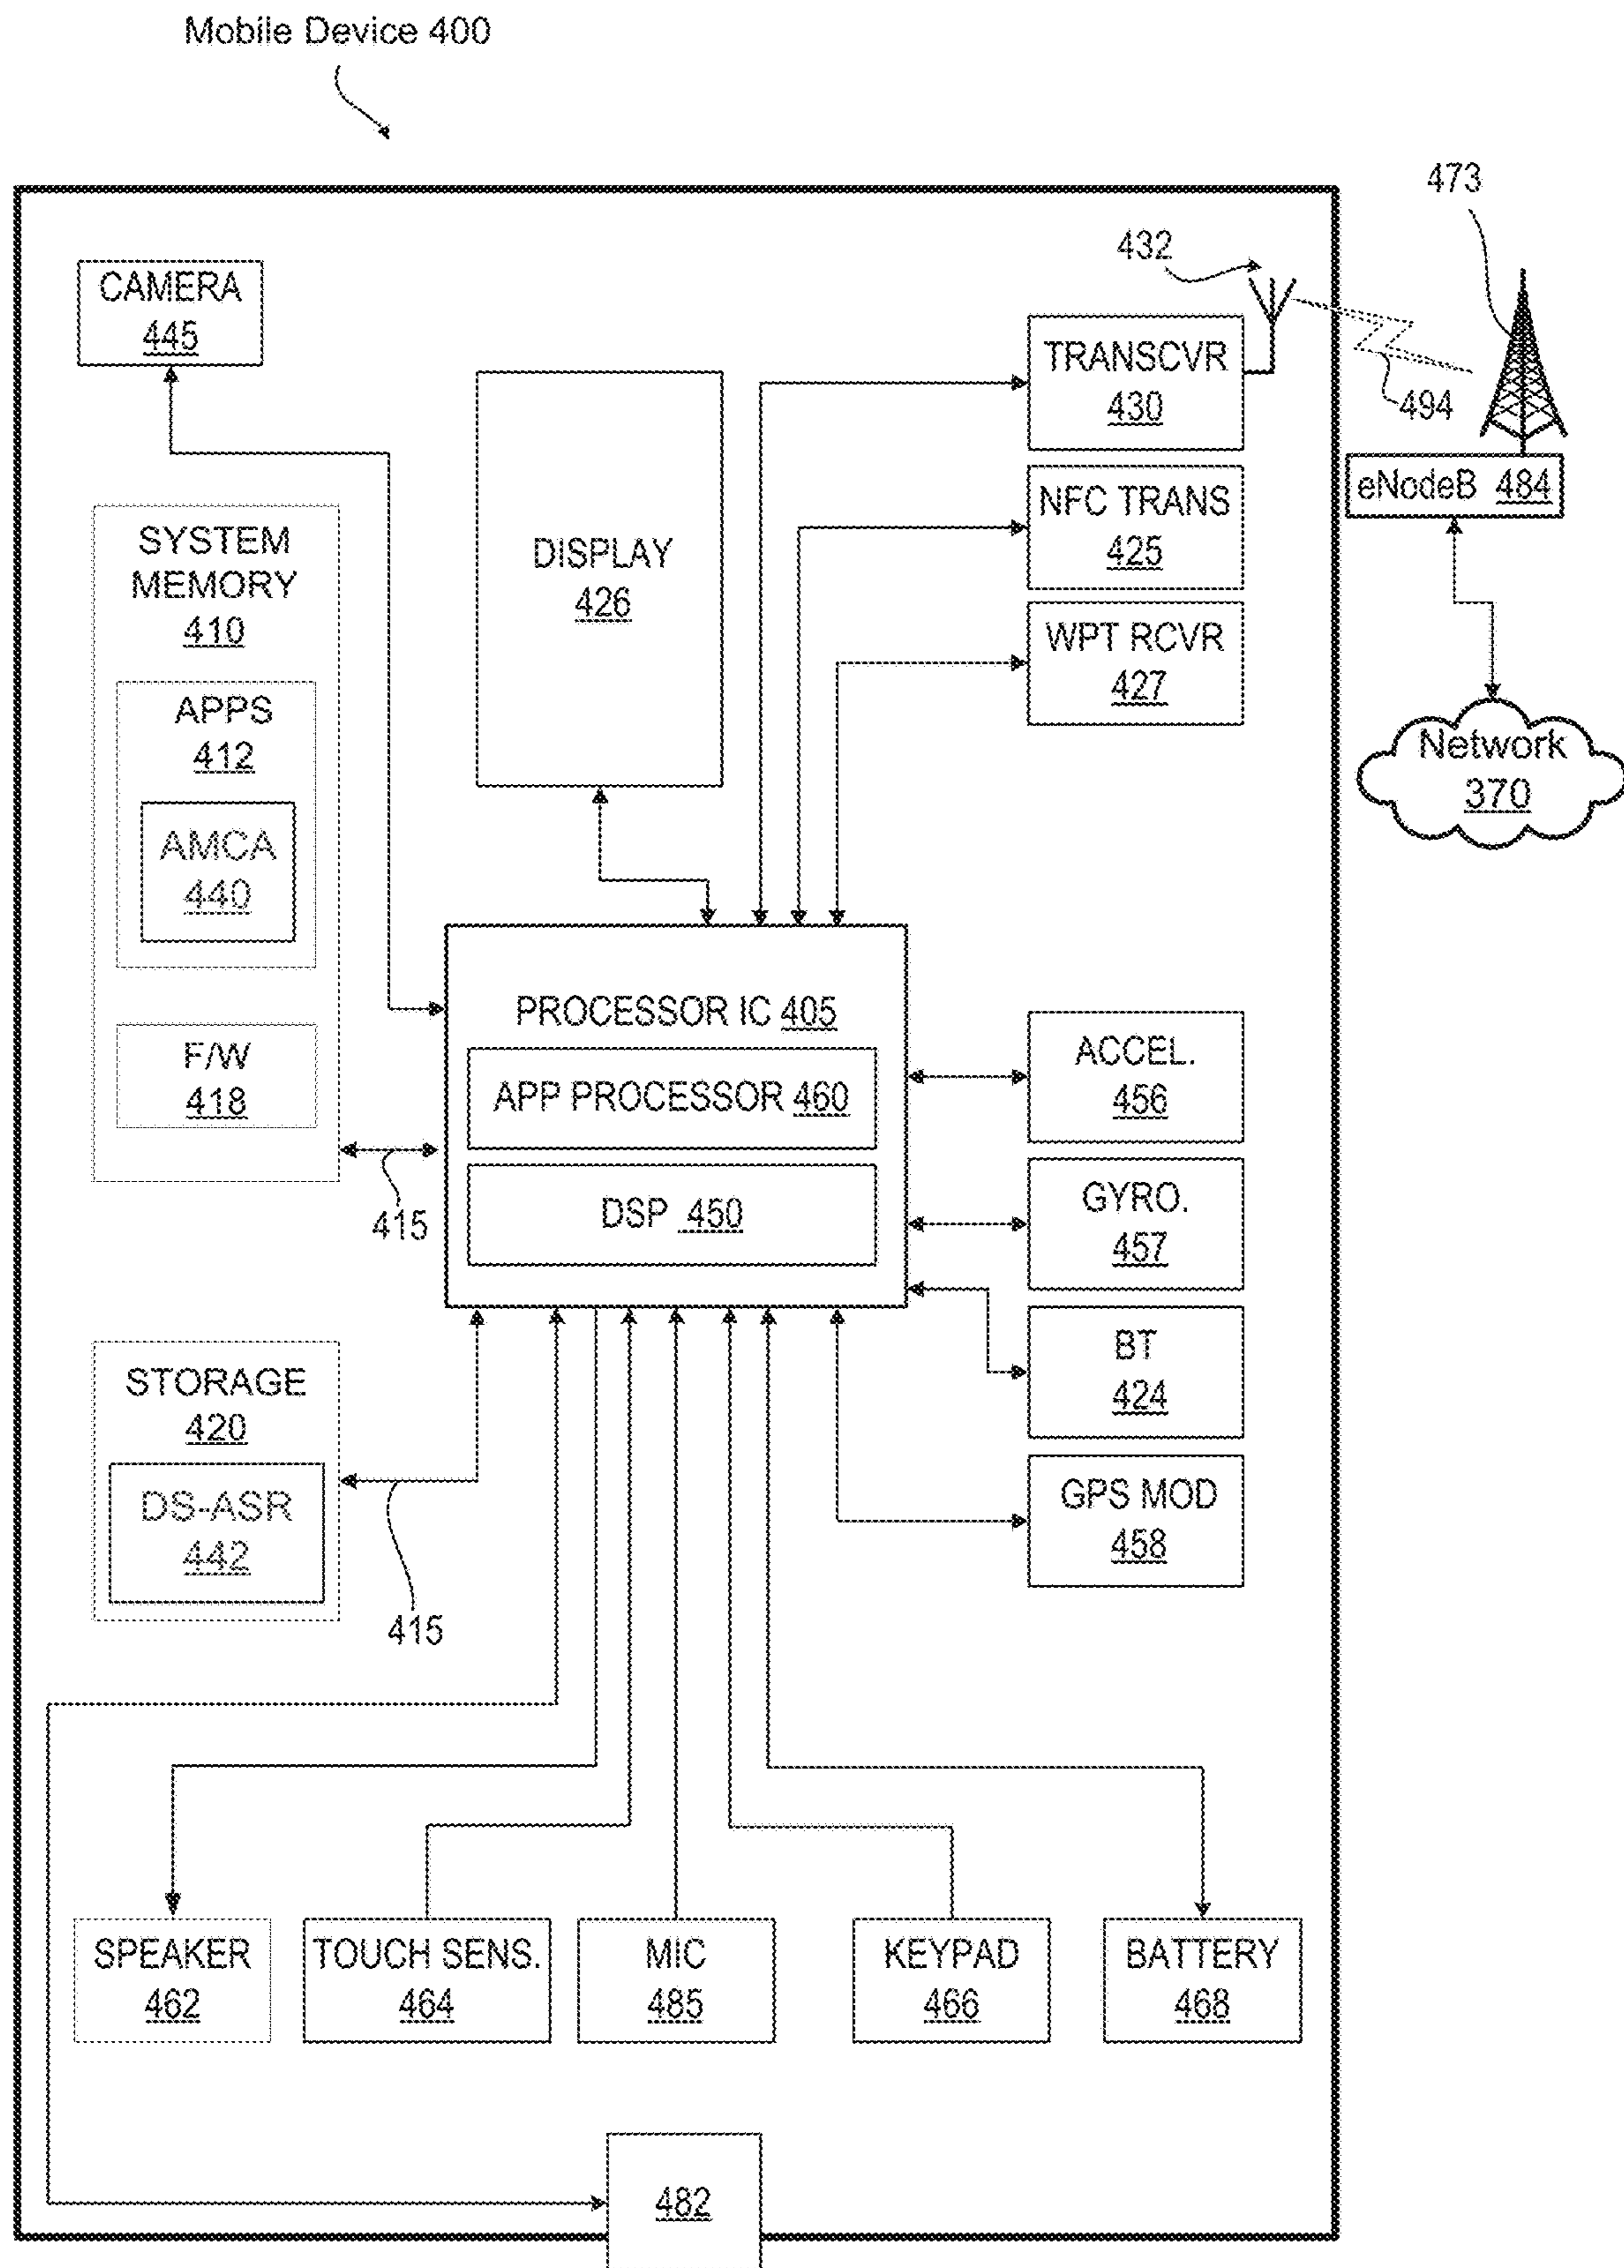 Mobile Device 400
473
432
CAMERA
445
TRANSCVR
430
494
eNodeB 484
NFC TRANS
425
SYSTEM
MEMORY
410
DISPLAY
426
WPT RCVR
427
APPS
412
Network
370
AMCA
440
PROCESSOR IC 405
F/W
418
APP PROCESSOR 460
ACCEL.
456
415
DSP 450
GYRO.
457
BT
424
STORAGE
420
DS-ASR
442
GPS MOD
458
415
SPEAKER
462
TOUCH SENS.
464
MIC
485
KEYPAD
466
BATTERY
468
482